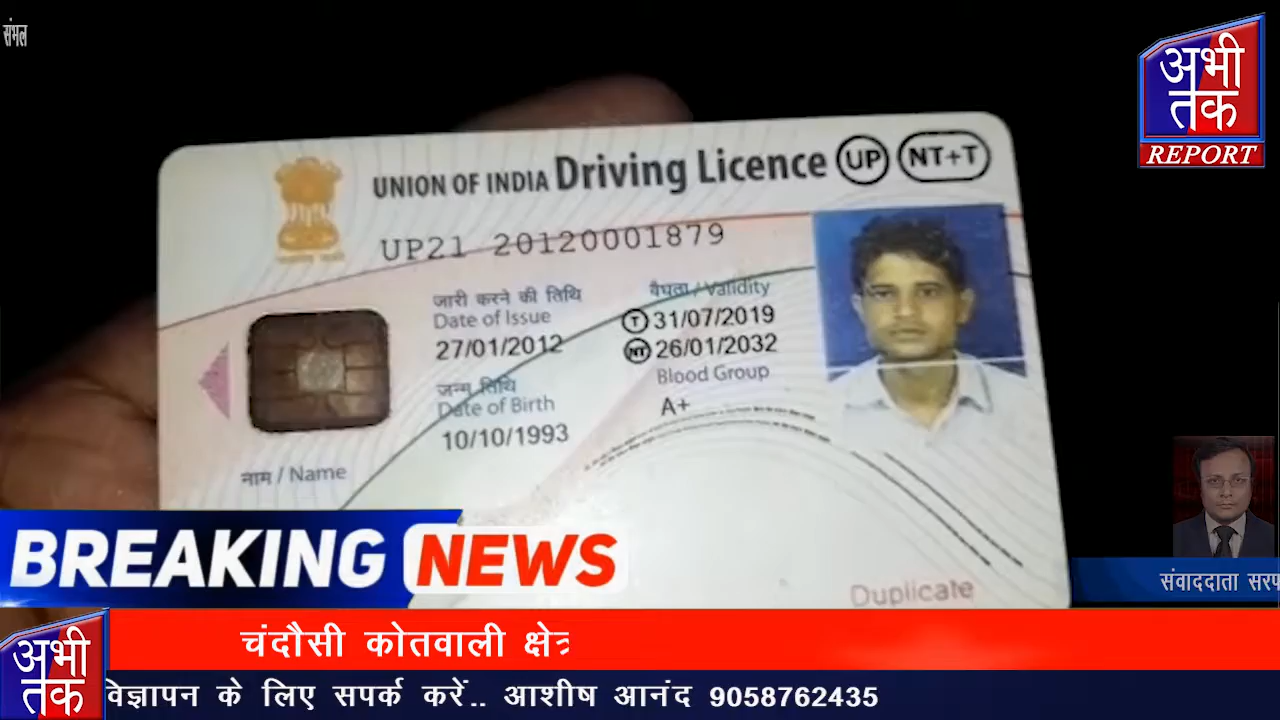 संभल
अभी
तक
REPORT
UNION OF INDIA Driving Licence UP NT+T
UP21 20120001879
जारी करने की तिथि
Date of Issue
27/01/2012
वैधता / Validity
T 31/07/2019
NT 26/01/2032
जन्म तिथि
Date of Birth
10/10/1993
Blood Group
A+
नाम / Name
Duplicate
BREAKING NEWS
संवाददाता
चंदौसी कोतवाली क्षेत्र
अभी
तक
विज्ञापन के लिए सपर्क करें.. आशीष आनंद 9058762435